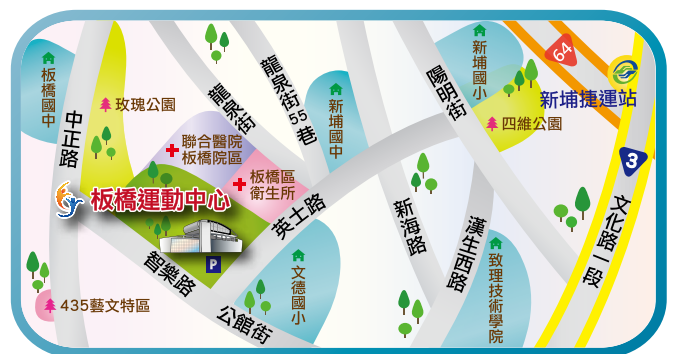 板橋國中
中正路
玫瑰公園
龍泉街
龍泉街55巷
聯合醫院
板橋院區
板橋區
衛生所
新埔國中
陽明街
新埔國小
64
新埔捷運站
四維公園
3
板橋運動中心
P
英士路
新海路
漢生西路
文化路一段
智樂路
文德國小
致理技術學院
435藝文特區
公館街